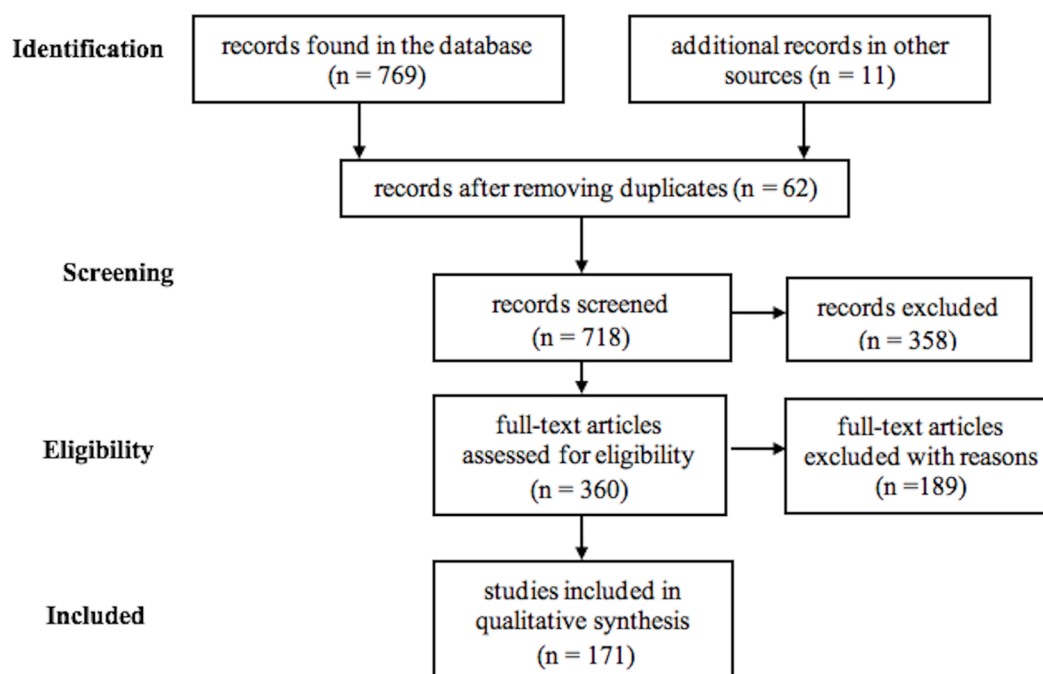 Identification
records found in the database
(n = 769)
additional records in other
sources (n = 11)
records after removing duplicates (n = 62)
Screening
records screened
(n = 718)
records excluded
(n = 358)
Eligibility
full-text articles
assessed for eligibility
(n = 360)
full-text articles
excluded with reasons
(n =189)
Included
studies included in
qualitative synthesis
(n = 171)